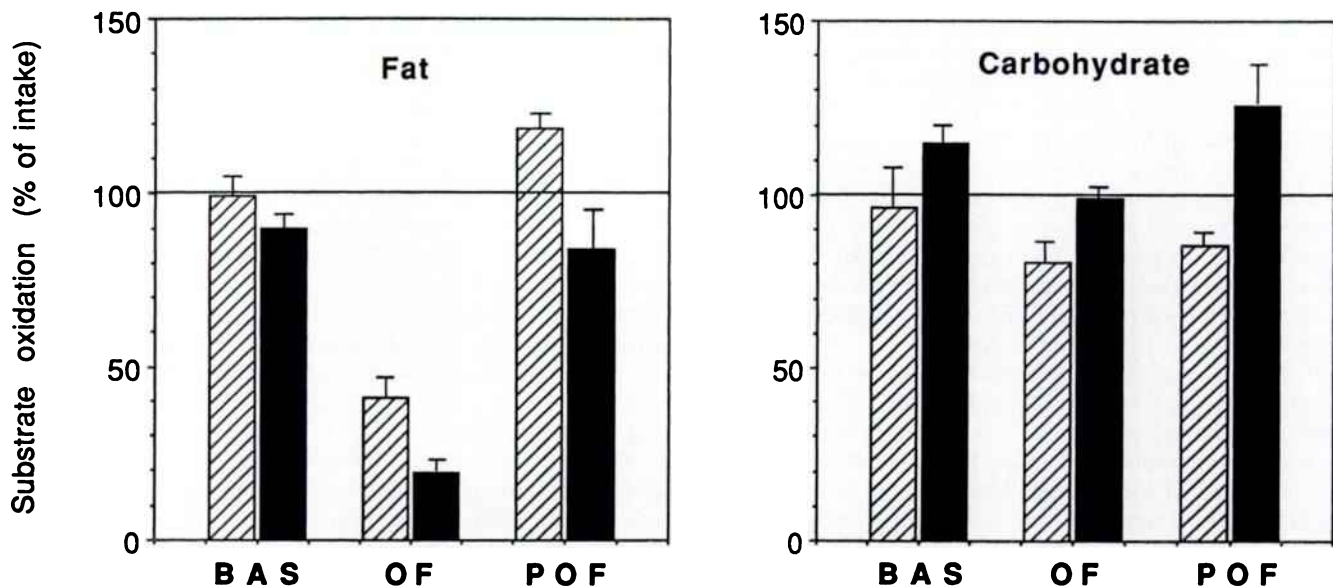 Substrate oxidation (% of intake)
150
100
50
0
Fat
BAS OF POF
150
100
50
0
Carbohydrate
BAS OF POF